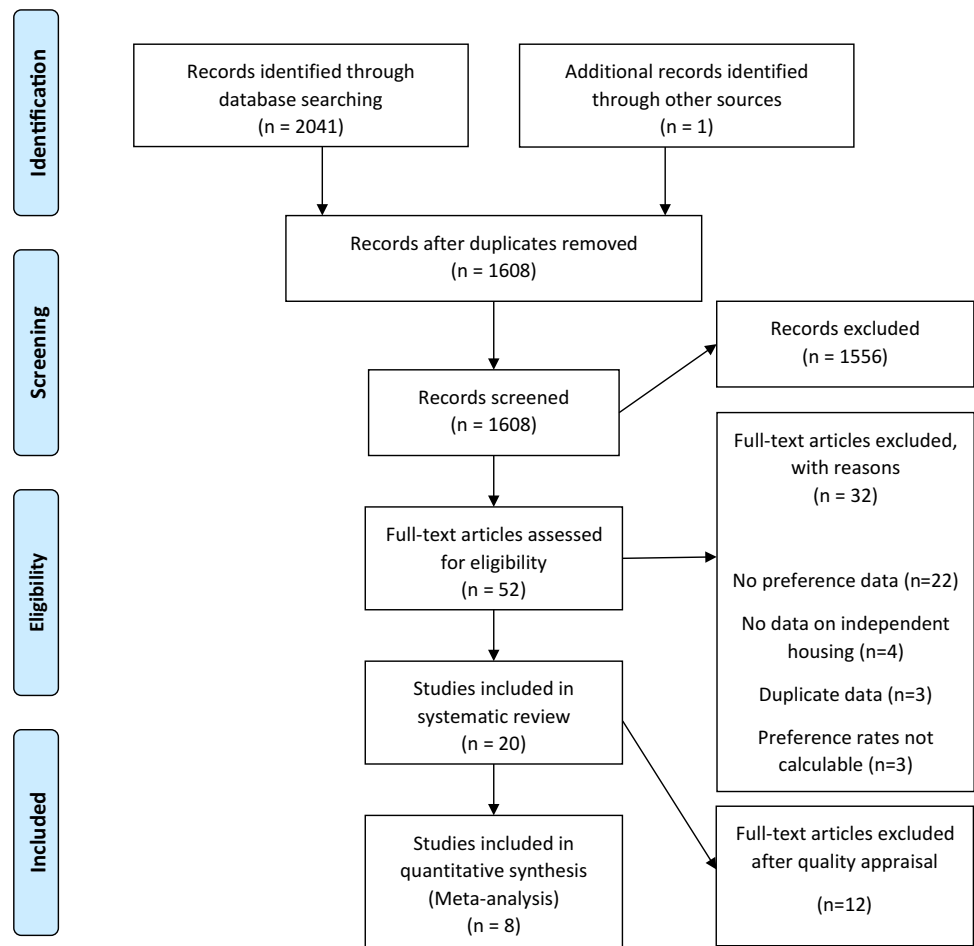 Identification
Records identified through
database searching
(n = 2041)
Additional records identified
through other sources
(n = 1)
Screening
Records after duplicates removed
(n = 1608)
Records screened
(n = 1608)
Records excluded
(n = 1556)
Eligibility
Full-text articles assessed
for eligibility
(n = 52)
Full-text articles excluded,
with reasons
(n = 32)
No preference data (n=22)
No data on independent
housing (n=4)
Duplicate data (n=3)
Preference rates not
calculable (n=3)
Studies included in
systematic review
(n = 20)
Included
Studies included in
quantitative synthesis
(Meta-analysis)
(n = 8)
Full-text articles excluded
after quality appraisal
(n=12)